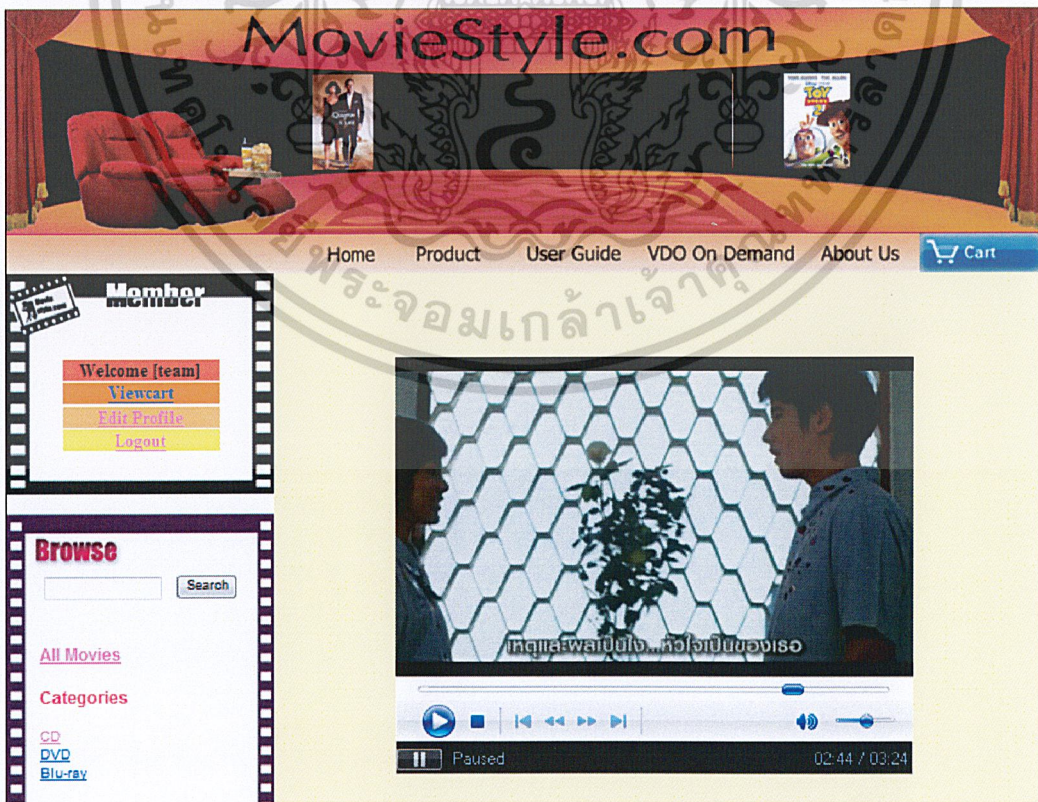 MovieStyle.com
TOY
Home Product User Guide VDO On Demand About Us Cart
Member
Welcome [team]
Viewcart
Edit Profile
Logout
Browse
Search
All Movies
Categories
CD
DVD
Blu-ray
เหตุและผลเป็นไง...หัวใจเป็นของเธอ
Paused 02:44 / 03:24
พระจอมเกล้าเจ้าคุณทหาร